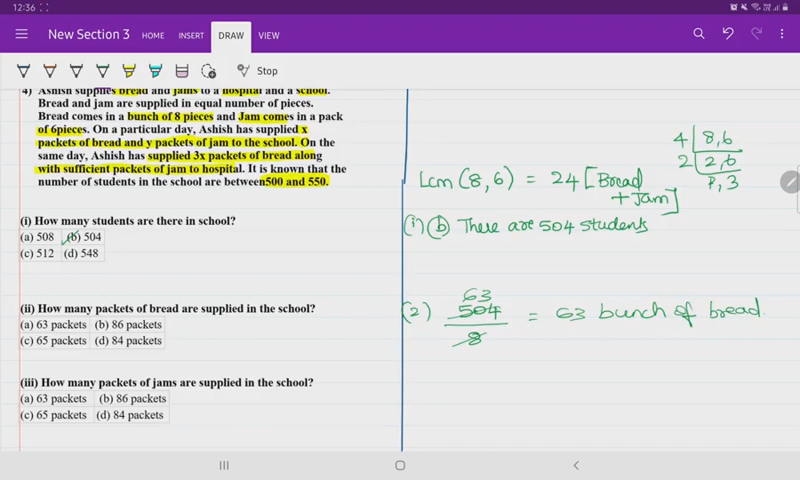 12:36
New Section 3 HOME INSERT DRAW VIEW
Stop
4) Ashish supplies bread and jams to a hospital and a school.
Bread and jam are supplied in equal number of pieces.
Bread comes in a bunch of 8 pieces and Jam comes in a pack
of 6pieces. On a particular day, Ashish has supplied x
packets of bread and y packets of jam to the school. On the
same day, Ashish has supplied 3x packets of bread along
with sufficient packets of jam to hospital. It is known that the
number of students in the school are between500 and 550.
(i) How many students are there in school?
(a) 508 (b) 504
(c) 512 (d) 548
(ii) How many packets of bread are supplied in the school?
(a) 63 packets (b) 86 packets
(c) 65 packets (d) 84 packets
(iii) How many packets of jams are supplied in the school?
(a) 63 packets (b) 86 packets
(c) 65 packets (d) 84 packets
4 8,6
2 2,6
1, 3
Lcm (8,6) = 24 [Bread
+ Jam]
(i) (b) There are 504 students
63
(2) 504 = 63 bunch of bread.
8